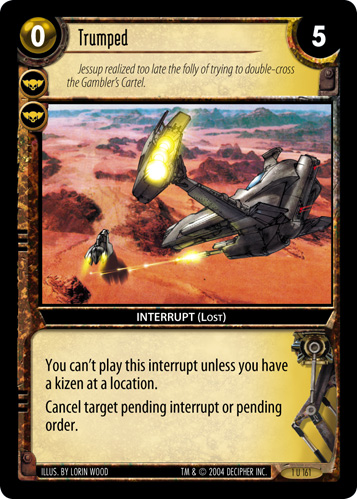 0 Trumped 5
Jessup realized too late the folly of trying to double-cross
the Gambler's Cartel.
INTERRUPT (LOST)
You can't play this interrupt unless you have
a kizen at a location.
Cancel target pending interrupt or pending
order.
ILLUS. BY LORIN WOOD TM & © 2004 DECIPHER INC. 1 U 161